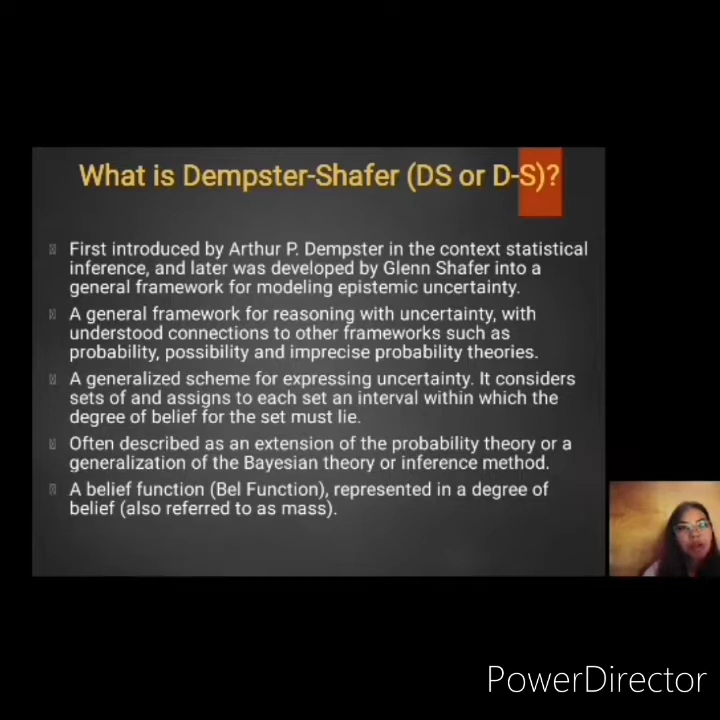 What is Dempster-Shafer (DS or D-S)?
First introduced by Arthur P. Dempster in the context statistical
inference, and later was developed by Glenn Shafer into a
general framework for modeling epistemic uncertainty.
A general framework for reasoning with uncertainty, with
understood connections to other frameworks such as
probability, possibility and imprecise probability theories.
A generalized scheme for expressing uncertainty. It considers
sets of and assigns to each set an interval within which the
degree of belief for the set must lie.
Often described as an extension of the probability theory or a
generalization of the Bayesian theory or inference method.
A belief function (Bel Function), represented in a degree of
belief (also referred to as mass).
PowerDirector